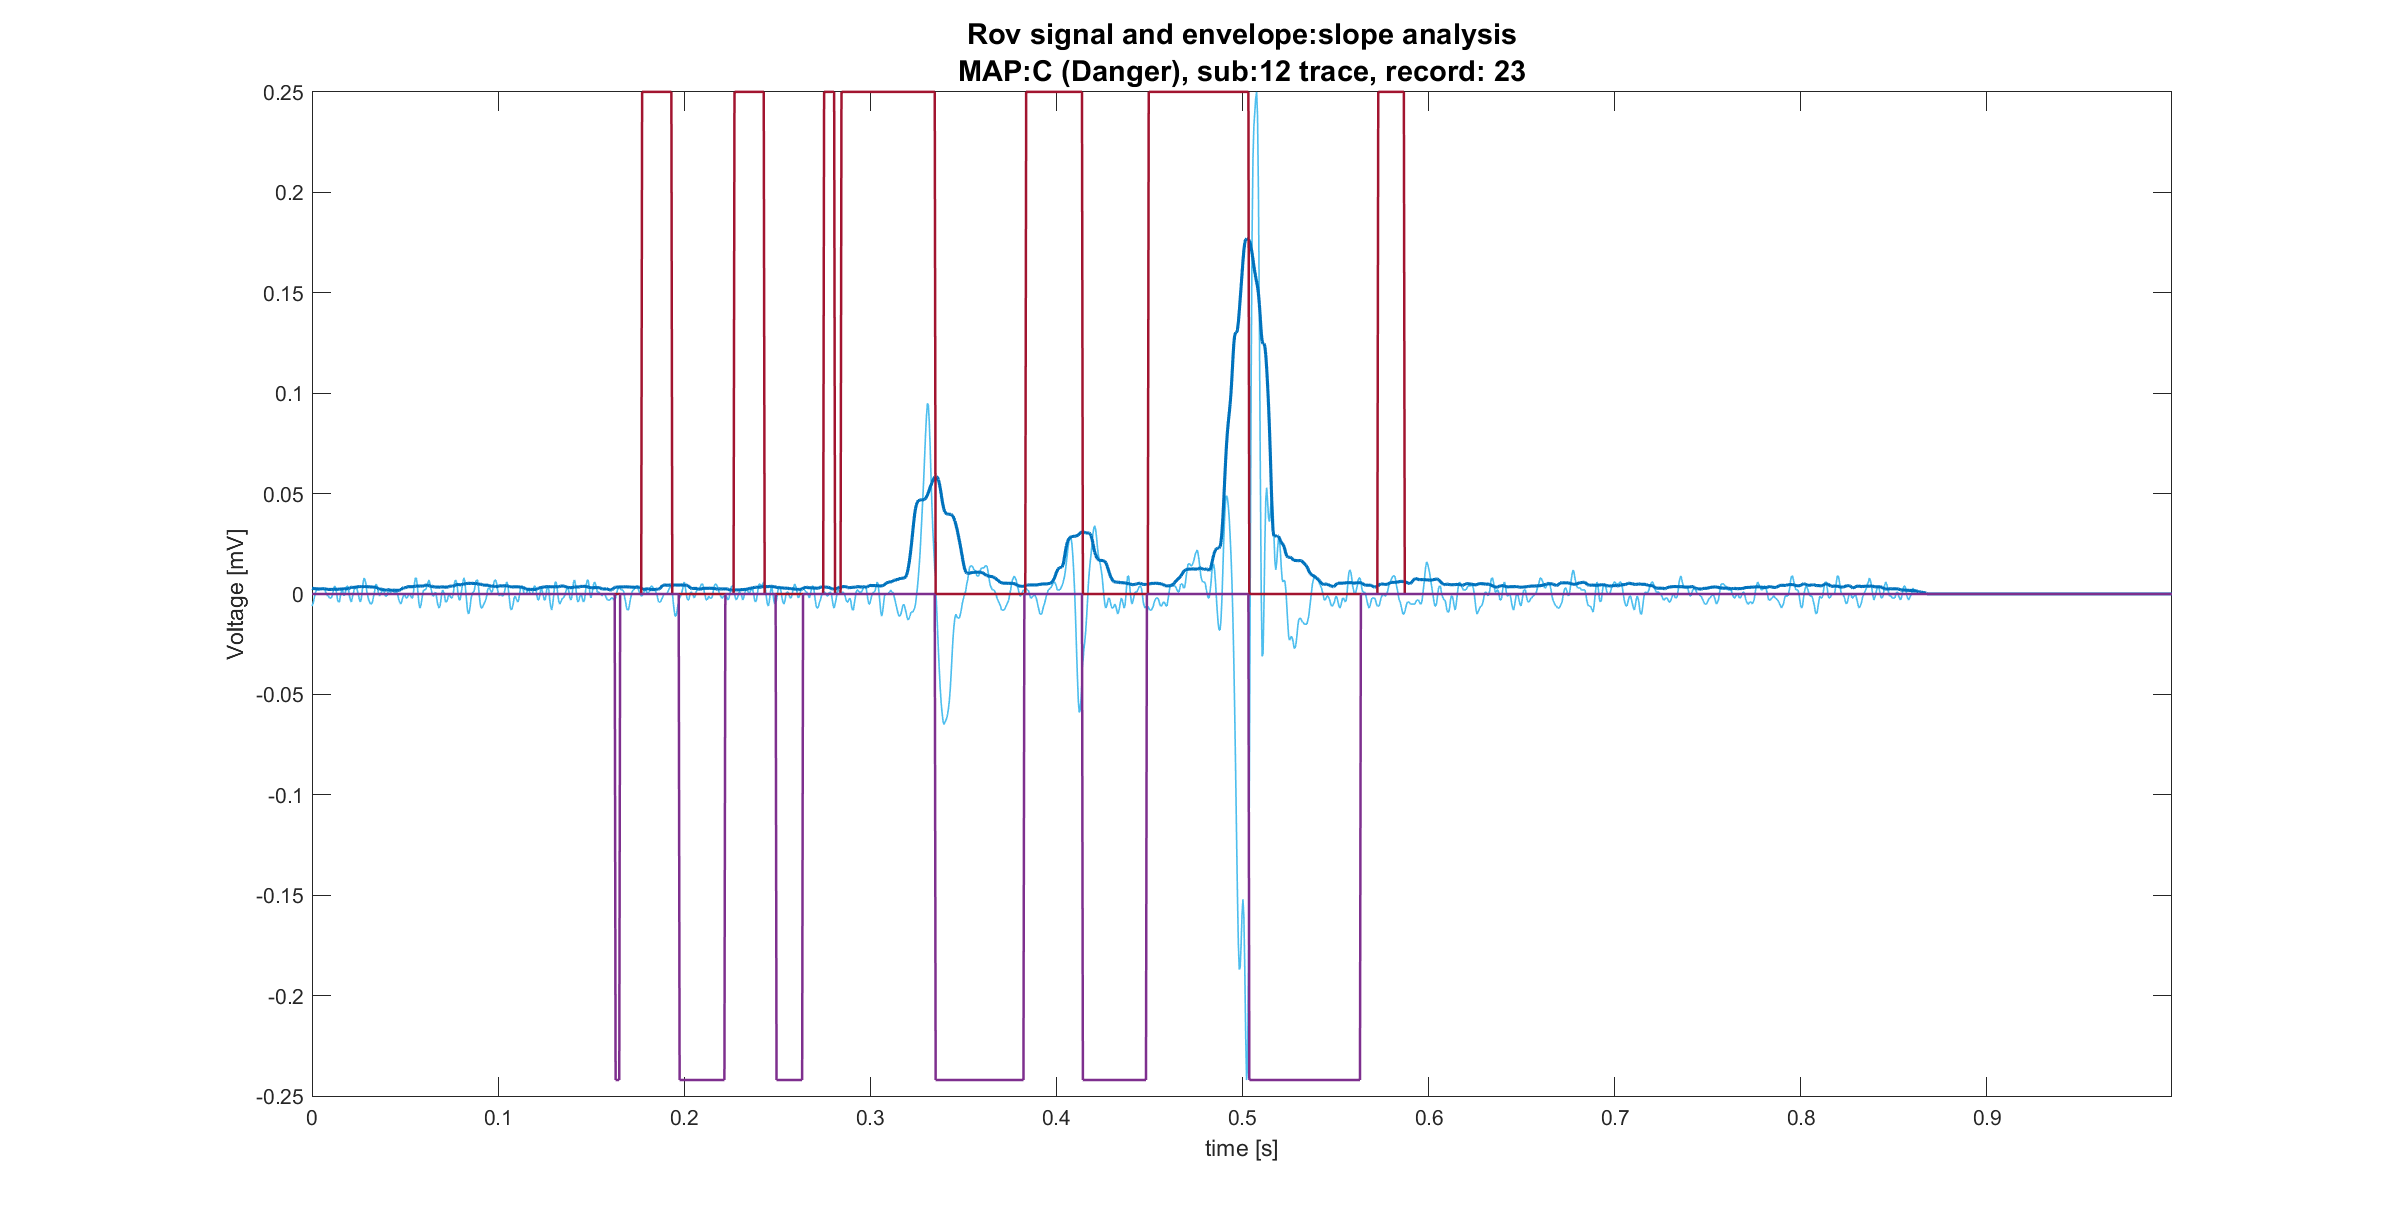 Rov signal and envelope:slope analysis
MAP:C (Danger), sub:12 trace, record: 23
0.25
0.2
0.15
0.1
0.05
0
-0.05
-0.1
-0.15
-0.2
-0.25
Voltage [mV]
0 0.1 0.2 0.3 0.4 0.5 0.6 0.7 0.8 0.9
time [s]